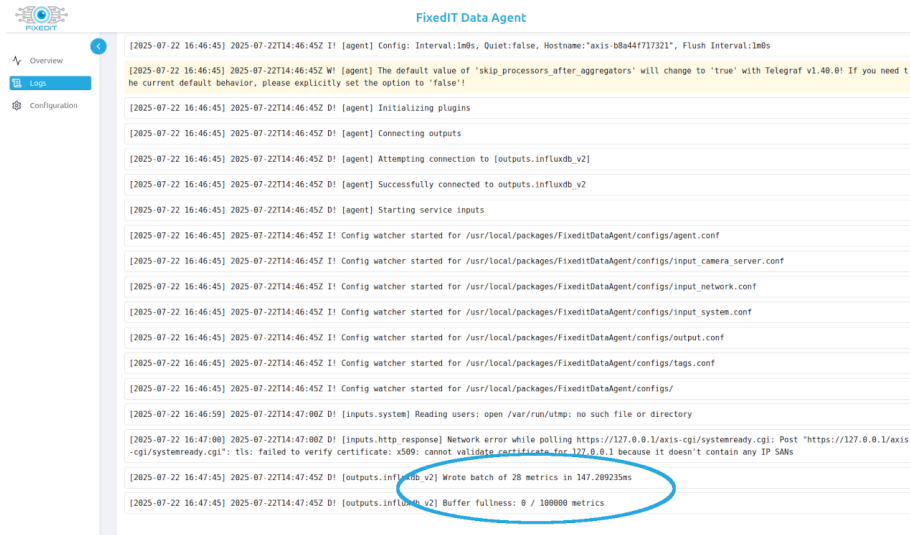 FIXEDIT
FixedIT Data Agent
Overview
Logs
Configuration
[2025-07-22 16:46:45] 2025-07-22T14:46:45Z I! [agent] Config: Interval:1m0s, Quiet:false, Hostname:"axis-b8a44f717321", Flush Interval:1m0s
[2025-07-22 16:46:45] 2025-07-22T14:46:45Z W! [agent] The default value of 'skip_processors_after_aggregators' will change to 'true' with Telegraf v1.40.0! If you need t
he current default behavior, please explicitly set the option to 'false'!
[2025-07-22 16:46:45] 2025-07-22T14:46:45Z D! [agent] Initializing plugins
[2025-07-22 16:46:45] 2025-07-22T14:46:45Z D! [agent] Connecting outputs
[2025-07-22 16:46:45] 2025-07-22T14:46:45Z D! [agent] Attempting connection to [outputs.influxdb_v2]
[2025-07-22 16:46:45] 2025-07-22T14:46:45Z D! [agent] Successfully connected to outputs.influxdb_v2
[2025-07-22 16:46:45] 2025-07-22T14:46:45Z D! [agent] Starting service inputs
[2025-07-22 16:46:45] 2025-07-22T14:46:45Z I! Config watcher started for /usr/local/packages/FixeditDataAgent/configs/agent.conf
[2025-07-22 16:46:45] 2025-07-22T14:46:45Z I! Config watcher started for /usr/local/packages/FixeditDataAgent/configs/input_camera_server.conf
[2025-07-22 16:46:45] 2025-07-22T14:46:45Z I! Config watcher started for /usr/local/packages/FixeditDataAgent/configs/input_network.conf
[2025-07-22 16:46:45] 2025-07-22T14:46:45Z I! Config watcher started for /usr/local/packages/FixeditDataAgent/configs/input_system.conf
[2025-07-22 16:46:45] 2025-07-22T14:46:45Z I! Config watcher started for /usr/local/packages/FixeditDataAgent/configs/output.conf
[2025-07-22 16:46:45] 2025-07-22T14:46:45Z I! Config watcher started for /usr/local/packages/FixeditDataAgent/configs/tags.conf
[2025-07-22 16:46:45] 2025-07-22T14:46:45Z I! Config watcher started for /usr/local/packages/FixeditDataAgent/configs/
[2025-07-22 16:46:59] 2025-07-22T14:47:00Z D! [inputs.system] Reading users: open /var/run/utmp: no such file or directory
[2025-07-22 16:47:00] 2025-07-22T14:47:00Z D! [inputs.http_response] Network error while polling https://127.0.0.1/axis-cgi/systemready.cgi: Post "https://127.0.0.1/axis
-cgi/systemready.cgi": tls: failed to verify certificate: x509: cannot validate certificate for 127.0.0.1 because it doesn't contain any IP SANs
[2025-07-22 16:47:45] 2025-07-22T14:47:45Z D! [outputs.influxdb_v2] Wrote batch of 28 metrics in 147.209235ms
[2025-07-22 16:47:45] 2025-07-22T14:47:45Z D! [outputs.influxdb_v2] Buffer fullness: 0 / 100000 metrics